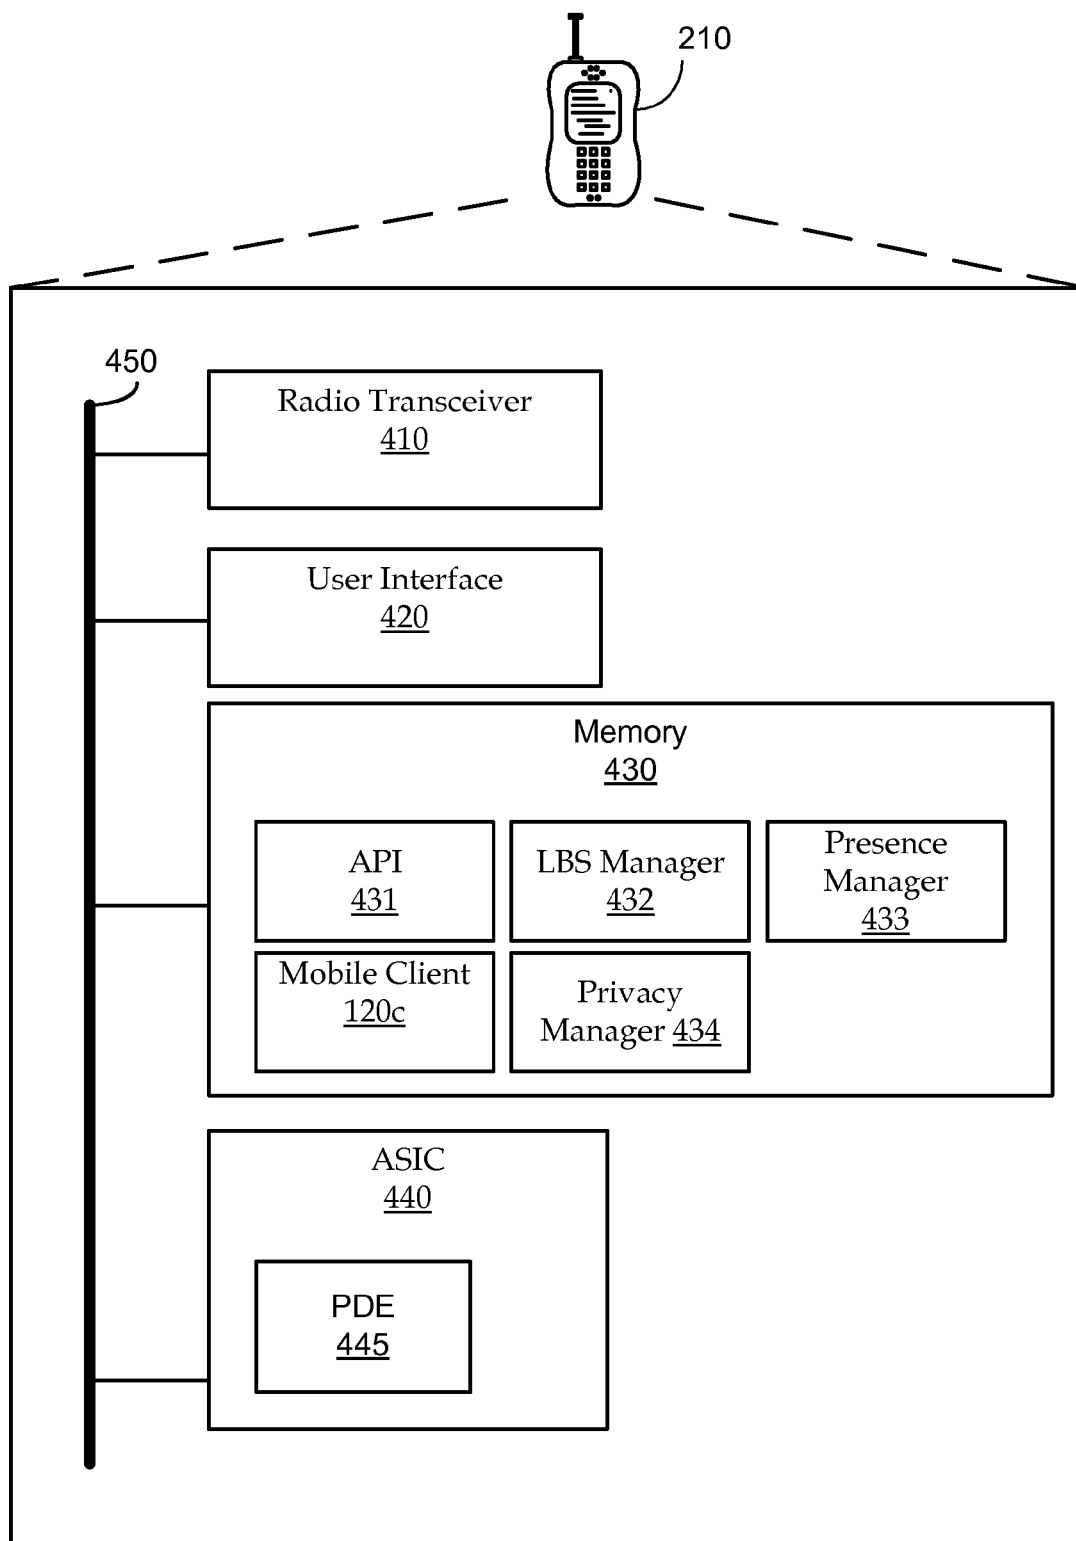 210
450
Radio Transceiver
410
User Interface
420
Memory
430
API
431
LBS Manager
432
Presence
Manager
433
Mobile Client
120c
Privacy
Manager 434
ASIC
440
PDE
445